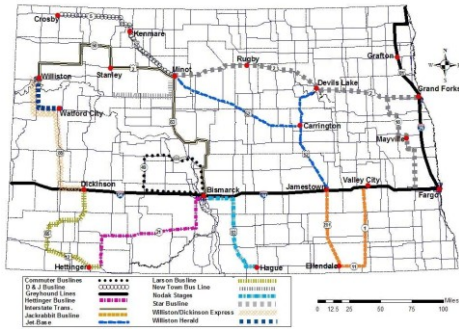 Crosby
Kenmare
Rugby
Grafton
Williston
Stanley
Minot
Devils Lake
Grand Forks
Watford City
Carrington
Mayville
Dickinson
Bismarck
Jamestown
Valley City
Fargo
Hettinger
Hague
Ellendale
Commuter Buslines
D & J Busline
Greyhound Lines
Hettinger Busline
Interstate Trans.
Jackrabbit Busline
Jet-Base
Larson Busline
New Town Bus Line
Nodak Stages
Star Busline
Williston/Dickinson Express
Williston Herald
Miles
0 12.5 25 50 75 100